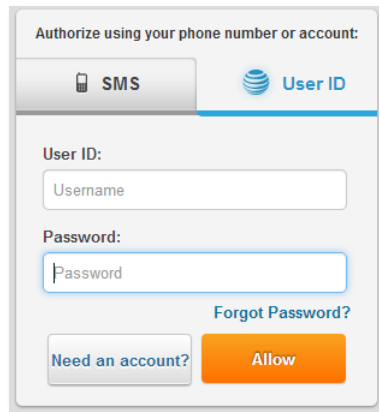 Authorize using your phone number or account:
SMS
User ID
User ID:
Username
Password:
Password
Forgot Password?
Need an account?
Allow